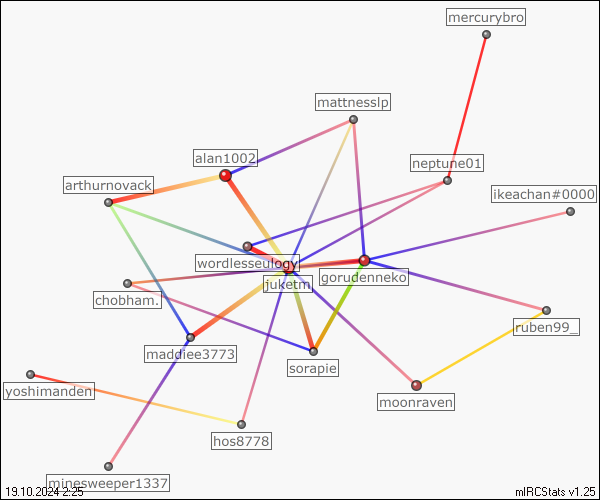 mercurybro
mattnesslp
alan1002
neptune01
arthurnovack
ikeachan#0000
wordlesseulogy
gorudenneko
juketm
chobham.
ruben99_
maddiee3773
sorapie
yoshimanden
moonraven
hos8778
minesweeper1337
19.10.2024 2:25
mIRCStats v1.25